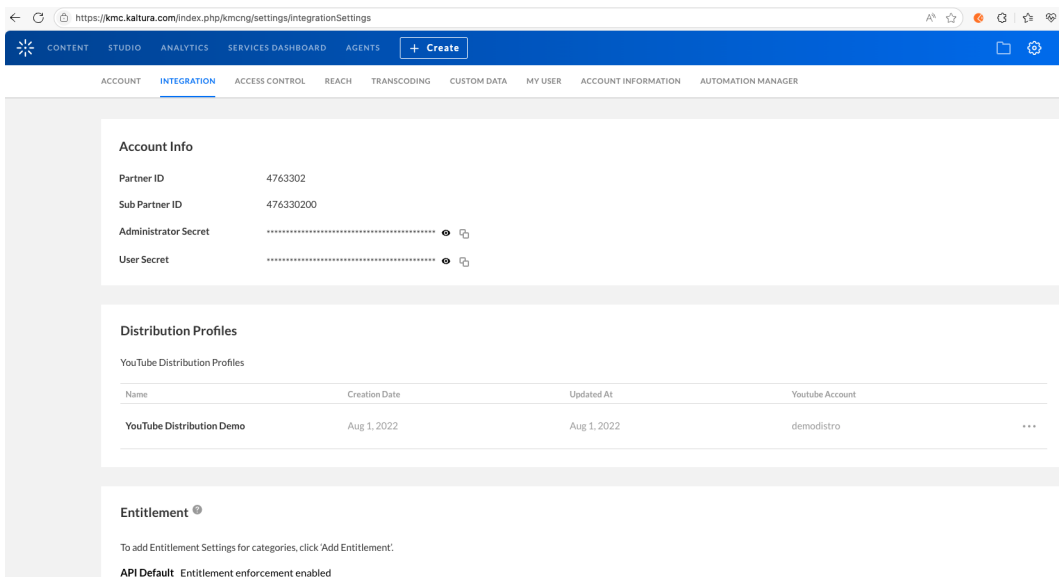 https://kmc.kaltura.com/index.php/kmcng/settings/integrationSettings
CONTENT STUDIO ANALYTICS SERVICES DASHBOARD AGENTS + Create
ACCOUNT INTEGRATION ACCESS CONTROL REACH TRANSCODING CUSTOM DATA MY USER ACCOUNT INFORMATION AUTOMATION MANAGER
Account Info
Partner ID 4763302
Sub Partner ID 476330200
Administrator Secret
User Secret
Distribution Profiles
YouTube Distribution Profiles
Name Creation Date Updated At Youtube Account
YouTube Distribution Demo Aug 1, 2022 Aug 1, 2022 demodistro
Entitlement
To add Entitlement Settings for categories, click 'Add Entitlement'.
API Default Entitlement enforcement enabled